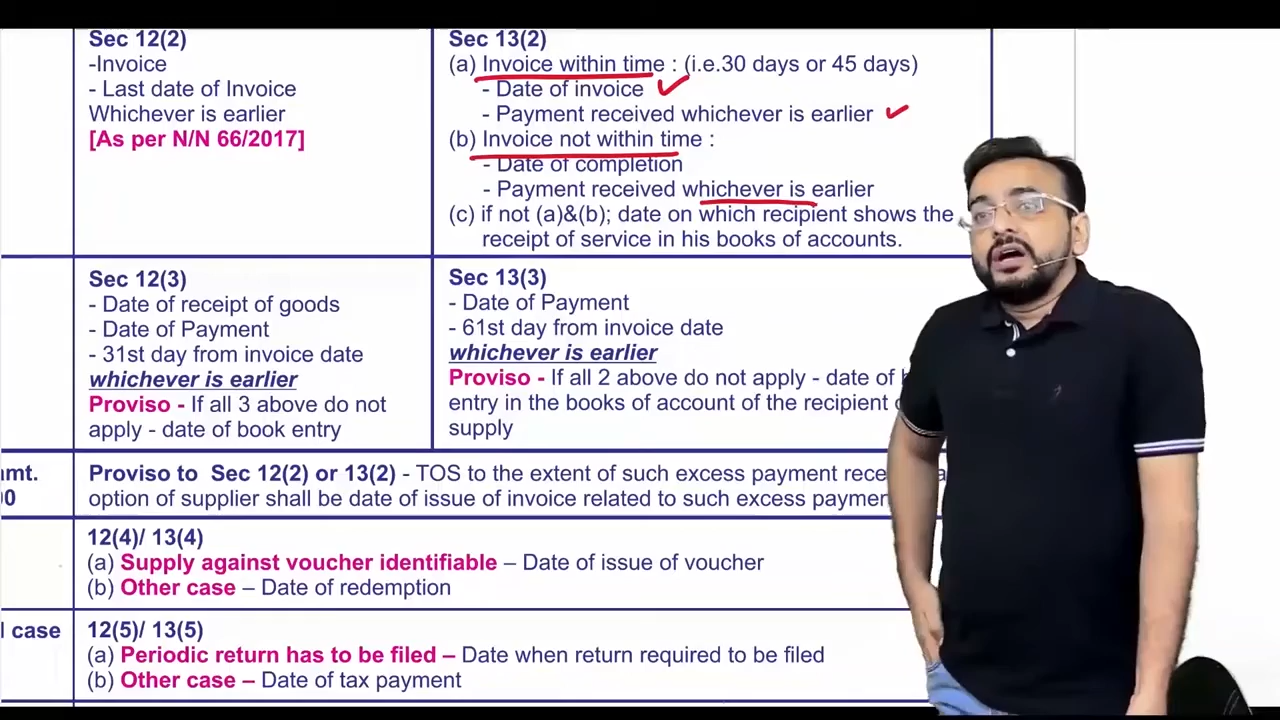 Sec 12(2)
-Invoice
- Last date of Invoice
Whichever is earlier
[As per N/N 66/2017]
Sec 13(2)
(a) Invoice within time : (i.e.30 days or 45 days)
- Date of invoice
- Payment received whichever is earlier
(b) Invoice not within time :
- Date of completion
- Payment received whichever is earlier
(c) if not (a)&(b); date on which recipient shows the
receipt of service in his books of accounts.
Sec 12(3)
- Date of receipt of goods
- Date of Payment
- 31st day from invoice date
whichever is earlier
Proviso - If all 3 above do not
apply - date of book entry
Sec 13(3)
- Date of Payment
- 61st day from invoice date
whichever is earlier
Proviso - If all 2 above do not apply - date of
entry in the books of account of the recipient
supply
amt.
00
Proviso to Sec 12(2) or 13(2) - TOS to the extent of such excess payment
option of supplier shall be date of issue of invoice related to such excess
12(4)/ 13(4)
(a) Supply against voucher identifiable – Date of issue of voucher
(b) Other case – Date of redemption
case
12(5)/ 13(5)
(a) Periodic return has to be filed – Date when return required to be filed
(b) Other case – Date of tax payment